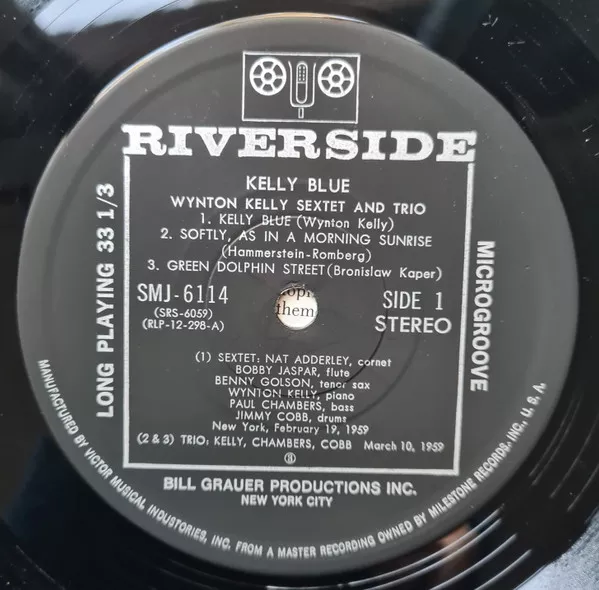 RIVERSIDE
KELLY BLUE
WYNTON KELLY SEXTET AND TRIO
1. KELLY BLUE (Wynton Kelly)
2. SOFTLY, AS IN A MORNING SUNRISE
(Hammerstein-Romberg)
3. GREEN DOLPHIN STREET (Bronislaw Kaper)
SMJ-6114
(SRS-6059)
(RLP-12-298-A)
them
SIDE 1
STEREO
(1) SEXTET: NAT ADDERLEY, cornet
BOBBY JASPAR, flute
BENNY GOLSON, tenor sax
WYNTON KELLY, piano
PAUL CHAMBERS, bass
JIMMY COBB, drums
New York, February 19, 1959
(2 & 3) TRIO: KELLY, CHAMBERS, COBB March 10, 1959
BILL GRAUER PRODUCTIONS INC.
NEW YORK CITY
LONG PLAYING 33 1/3
MICROGROOVE
MANUFACTURED BY VICTOR MUSICAL INDUSTORIES, INC. FROM A MASTER RECORDING OWNED BY MILESTONE RECORDS, INC., U. S. A.